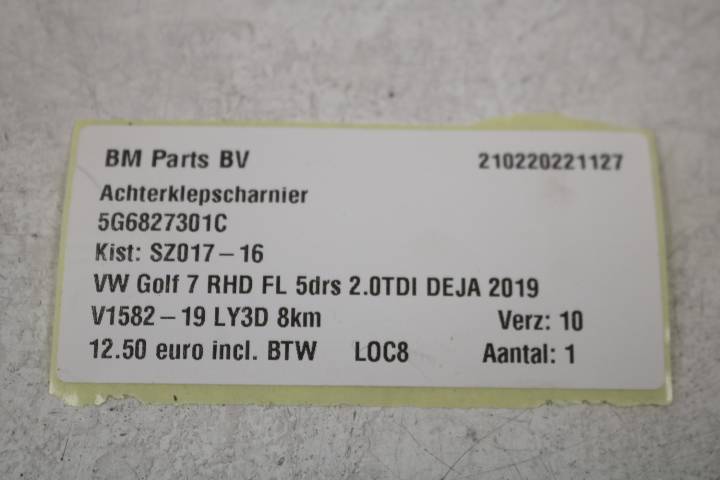 BM Parts BV 210220221127
Achterklepscharnier
5G6827301C
Kist: SZ017-16
VW Golf 7 RHD FL 5drs 2.0TDI DEJA 2019
V1582-19 LY3D 8km Verz: 10
12.50 euro incl. BTW LOC8 Aantal: 1